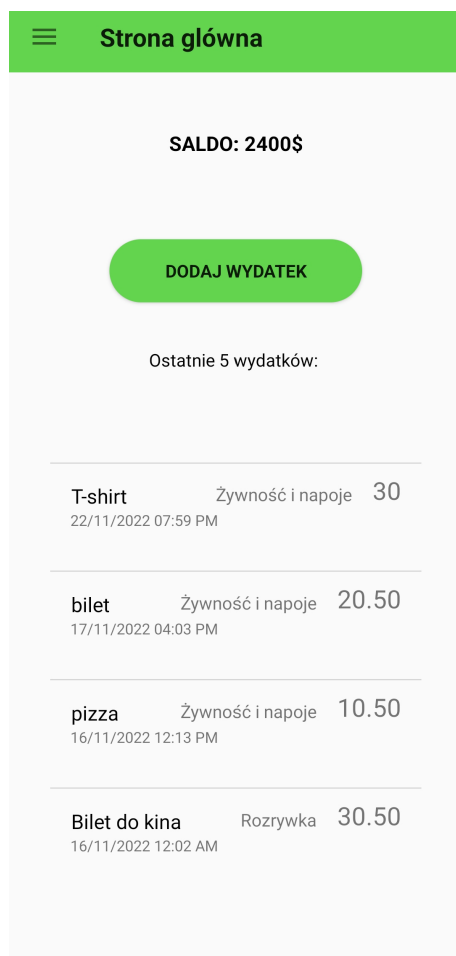 Strona glówna
SALDO: 2400$
DODAJ WYDATEK
Ostatnie 5 wydatków:
T-shirt Żywność i napoje 30
22/11/2022 07:59 PM
bilet Żywność i napoje 20.50
17/11/2022 04:03 PM
pizza Żywność i napoje 10.50
16/11/2022 12:13 PM
Bilet do kina Rozrywka 30.50
16/11/2022 12:02 AM